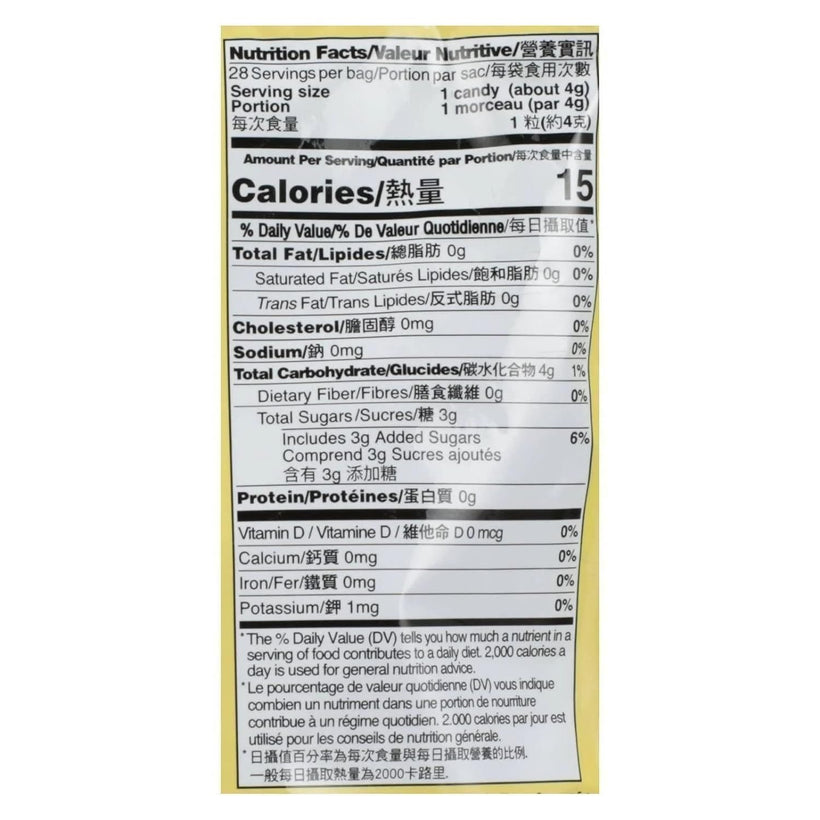 Nutrition Facts/Valeur Nutritive/營養實訊
28 Servings per bag/Portion par sac/每袋食用次數
Serving size 1 candy (about 4g)
Portion 1 morceau (par 4g)
每次食量 1 粒(約4克)
Amount Per Serving/Quantité par Portion/每次食量中含量
Calories/熱量 15
% Daily Value/% De Valeur Quotidienne/每日攝取值*
Total Fat/Lipides/總脂肪 0g 0%
Saturated Fat/Saturés Lipides/飽和脂肪 0g 0%
Trans Fat/Trans Lipides/反式脂肪 0g 0%
Cholesterol/膽固醇 0mg 0%
Sodium/鈉 0mg 0%
Total Carbohydrate/Glucides/碳水化合物 4g 1%
Dietary Fiber/Fibres/膳食纖維 0g 0%
Total Sugars/Sucres/糖 3g
Includes 3g Added Sugars 6%
Comprend 3g Sucres ajoutés
含有 3g 添加糖
Protein/Protéines/蛋白質 0g
Vitamin D / Vitamine D / 維他命 D 0 mcg 0%
Calcium/鈣質 0mg 0%
Iron/Fer/鐵質 0mg 0%
Potassium/鉀 1mg 0%
*The % Daily Value (DV) tells you how much a nutrient in a
serving of food contributes to a daily diet. 2,000 calories a
day is used for general nutrition advice.
*Le pourcentage de valeur quotidienne (DV) vous indique
combien un nutriment dans une portion de nourriture
contribue à un régime quotidien. 2.000 calories par jour est
utilisé pour les conseils de nutrition générale.
*日攝值百分率為每次食量與每日攝取營養的比例.
一般每日攝取熱量為2000卡路里.